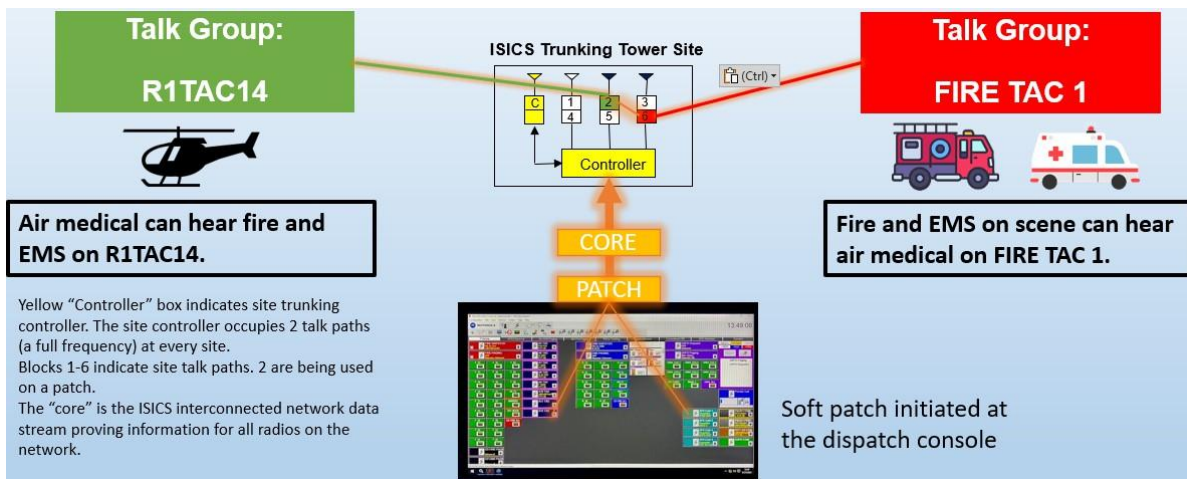 Talk Group:
R1TAC14
ISICS Trunking Tower Site
(Ctrl)
Talk Group:
FIRE TAC 1
C
1
2
3
4
5
6
Controller
Air medical can hear fire and
EMS on R1TAC14.
CORE
PATCH
Fire and EMS on scene can hear
air medical on FIRE TAC 1.
Yellow “Controller” box indicates site trunking
controller. The site controller occupies 2 talk paths
(a full frequency) at every site.
Blocks 1-6 indicate site talk paths. 2 are being used
on a patch.
The “core” is the ISICS interconnected network data
stream proving information for all radios on the
network.
Soft patch initiated at
the dispatch console